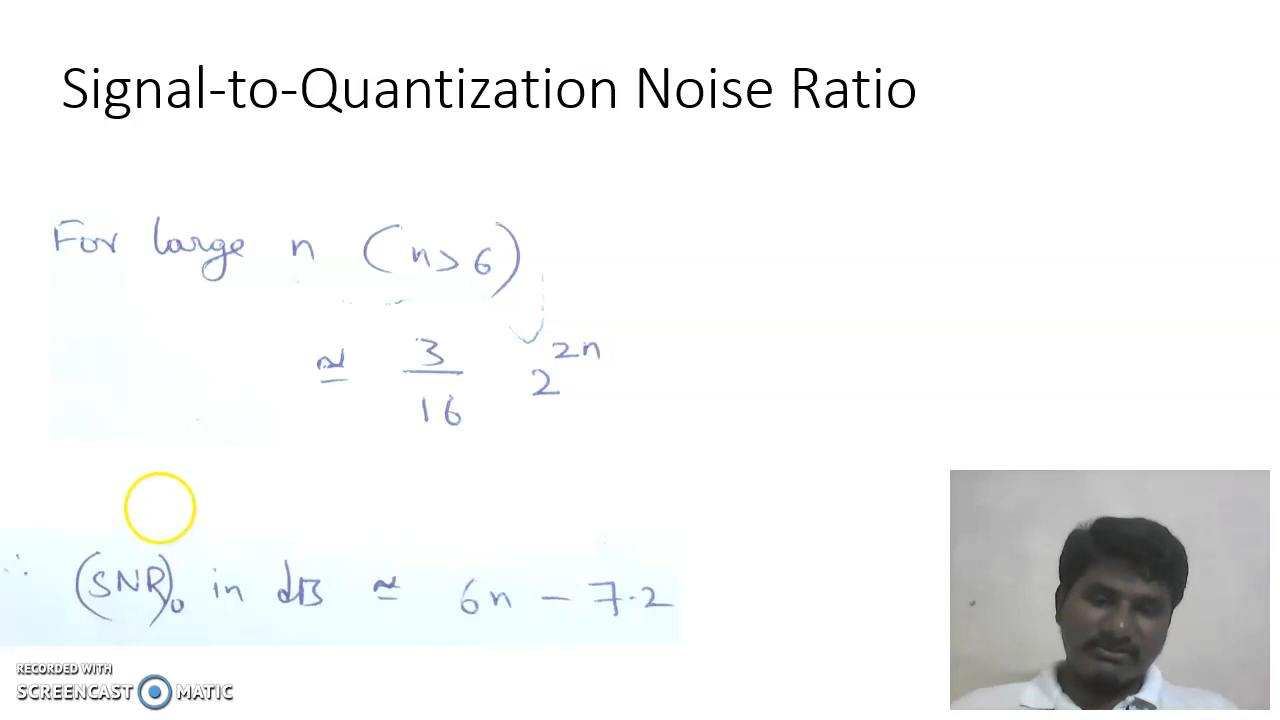 Signal-to-Quantization Noise Ratio
For large n (n > 6)
≅ 3/16 2^2n
∴ (SNR)₀ in dB ≅ 6n - 7.2
RECORDED WITH
SCREENCAST MATIC